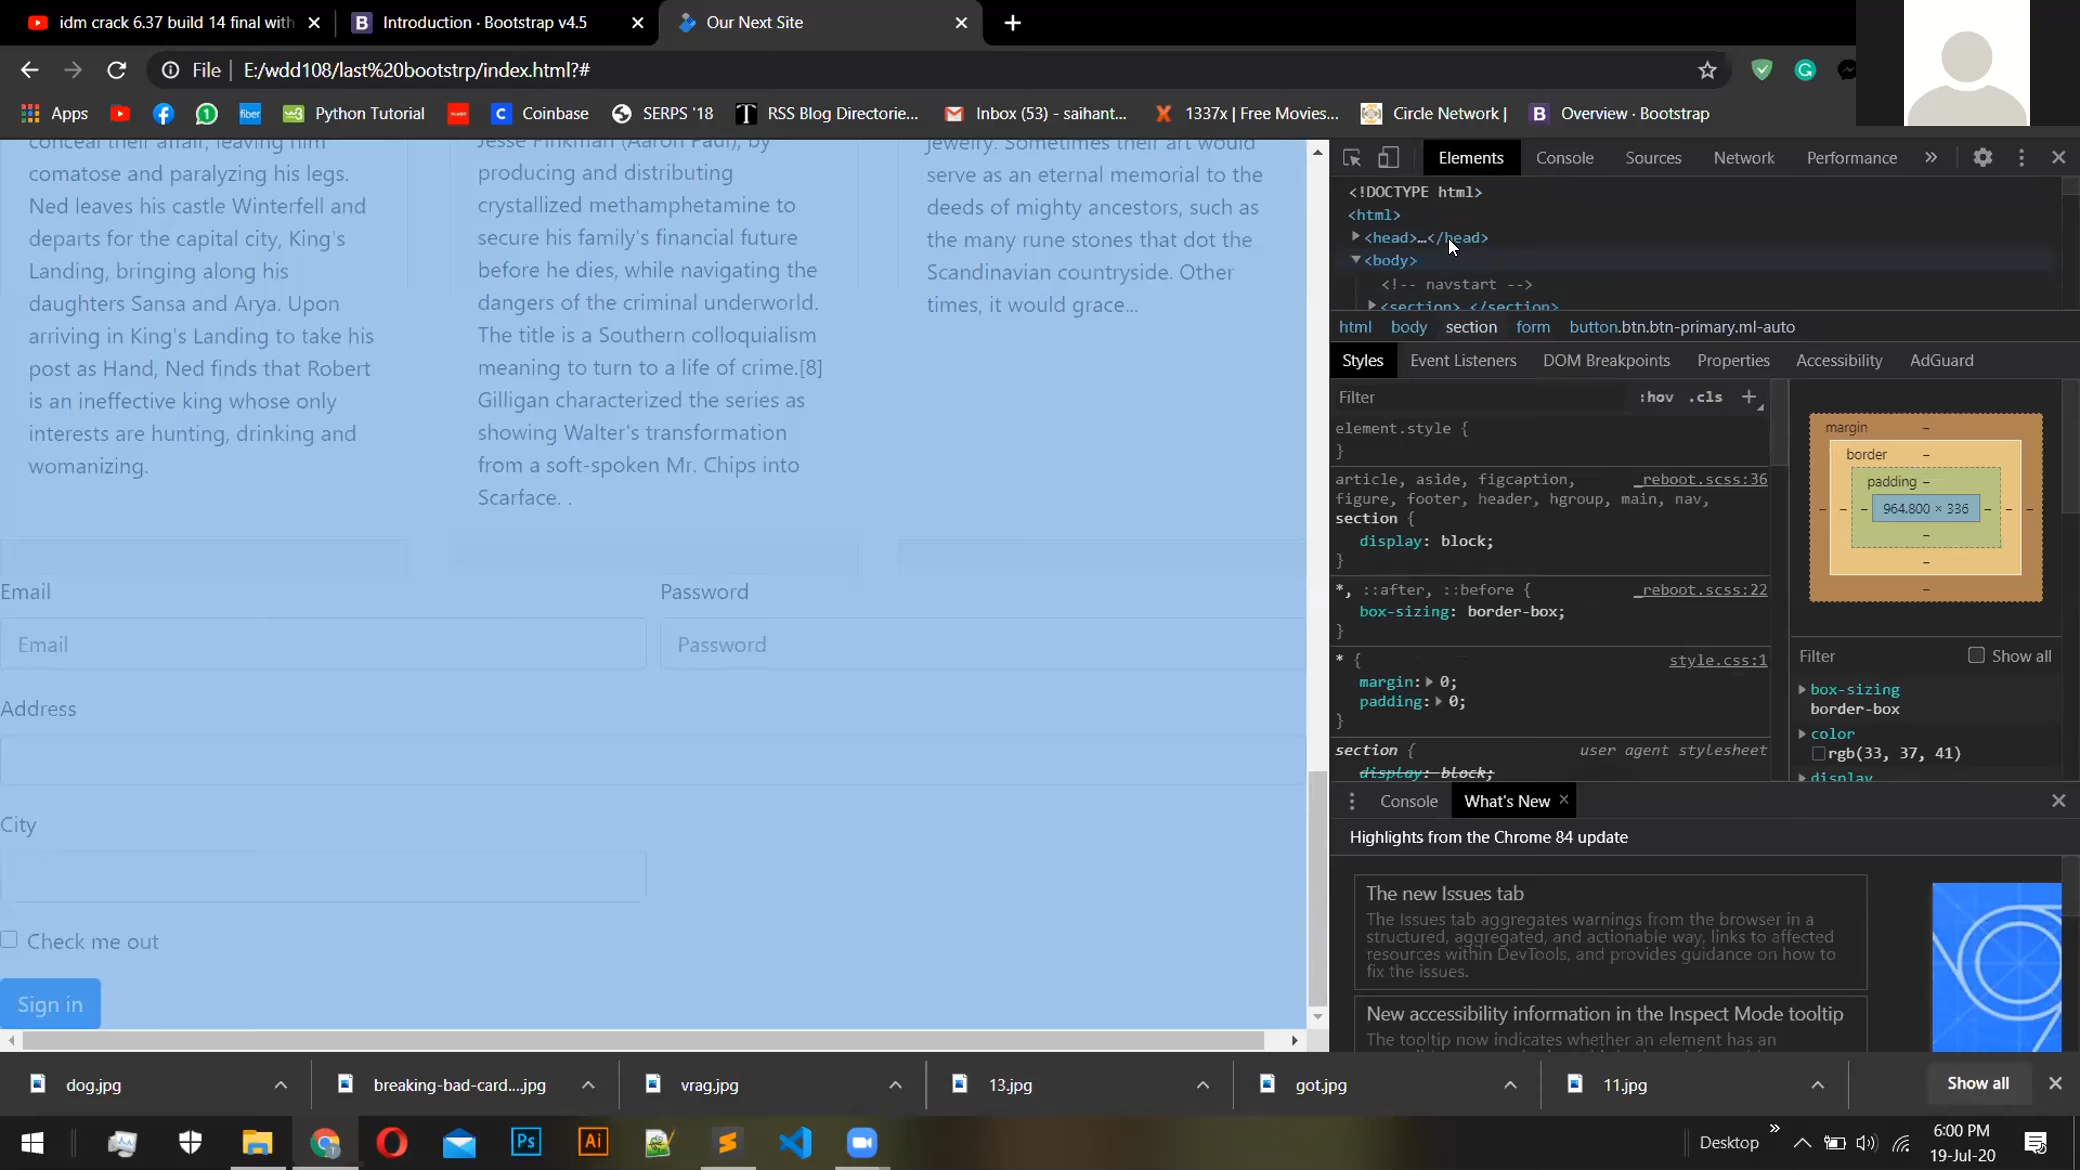 idm crack 6.37 build 14 final with
Introduction · Bootstrap v4.5
Our Next Site
File
E:/wdd108/last%20bootstrp/index.html?#
Apps
fiber
Python Tutorial
Coinbase
SERPS '18
RSS Blog Directorie...
Inbox (53) - saihant...
1337x | Free Movies...
Circle Network |
Overview · Bootstrap
conceal their affair, leaving him
comatose and paralyzing his legs.
Ned leaves his castle Winterfell and
departs for the capital city, King's
Landing, bringing along his
daughters Sansa and Arya. Upon
arriving in King's Landing to take his
post as Hand, Ned finds that Robert
is an ineffective king whose only
interests are hunting, drinking and
womanizing.
Jesse Pinkman (Aaron Paul), by
producing and distributing
crystallized methamphetamine to
secure his family's financial future
before he dies, while navigating the
dangers of the criminal underworld.
The title is a Southern colloquialism
meaning to turn to a life of crime.[8]
Gilligan characterized the series as
showing Walter's transformation
from a soft-spoken Mr. Chips into
Scarface. .
jewelry. Sometimes their art would
serve as an eternal memorial to the
deeds of mighty ancestors, such as
the many rune stones that dot the
Scandinavian countryside. Other
times, it would grace...
Email
Password
Email
Password
Address
City
Check me out
Sign in
Elements
Console
Sources
Network
Performance
<!DOCTYPE html>
<html>
<head>…</head>
<body>
<!-- navstart -->
<section> </section>
html
body
section
form
button.btn.btn-primary.ml-auto
Styles
Event Listeners
DOM Breakpoints
Properties
Accessibility
AdGuard
Filter
:hov
.cls
element.style {
}
article, aside, figcaption,
_reboot.scss:36
figure, footer, header, hgroup, main, nav,
section {
display: block;
}
*, ::after, ::before {
_reboot.scss:22
box-sizing: border-box;
}
* {
style.css:1
margin: 0;
padding: 0;
}
section {
user agent stylesheet
display: block;
margin
border
padding
964.800 × 336
Filter
Show all
box-sizing
border-box
color
rgb(33, 37, 41)
display
Console
What's New
Highlights from the Chrome 84 update
The new Issues tab
The Issues tab aggregates warnings from the browser in a
structured, aggregated, and actionable way, links to affected
resources within DevTools, and provides guidance on how to
fix the issues.
New accessibility information in the Inspect Mode tooltip
The tooltip now indicates whether an element has an
dog.jpg
breaking-bad-card....jpg
vrag.jpg
13.jpg
got.jpg
11.jpg
Show all
Ps
Ai
Desktop
6:00 PM
19-Jul-20